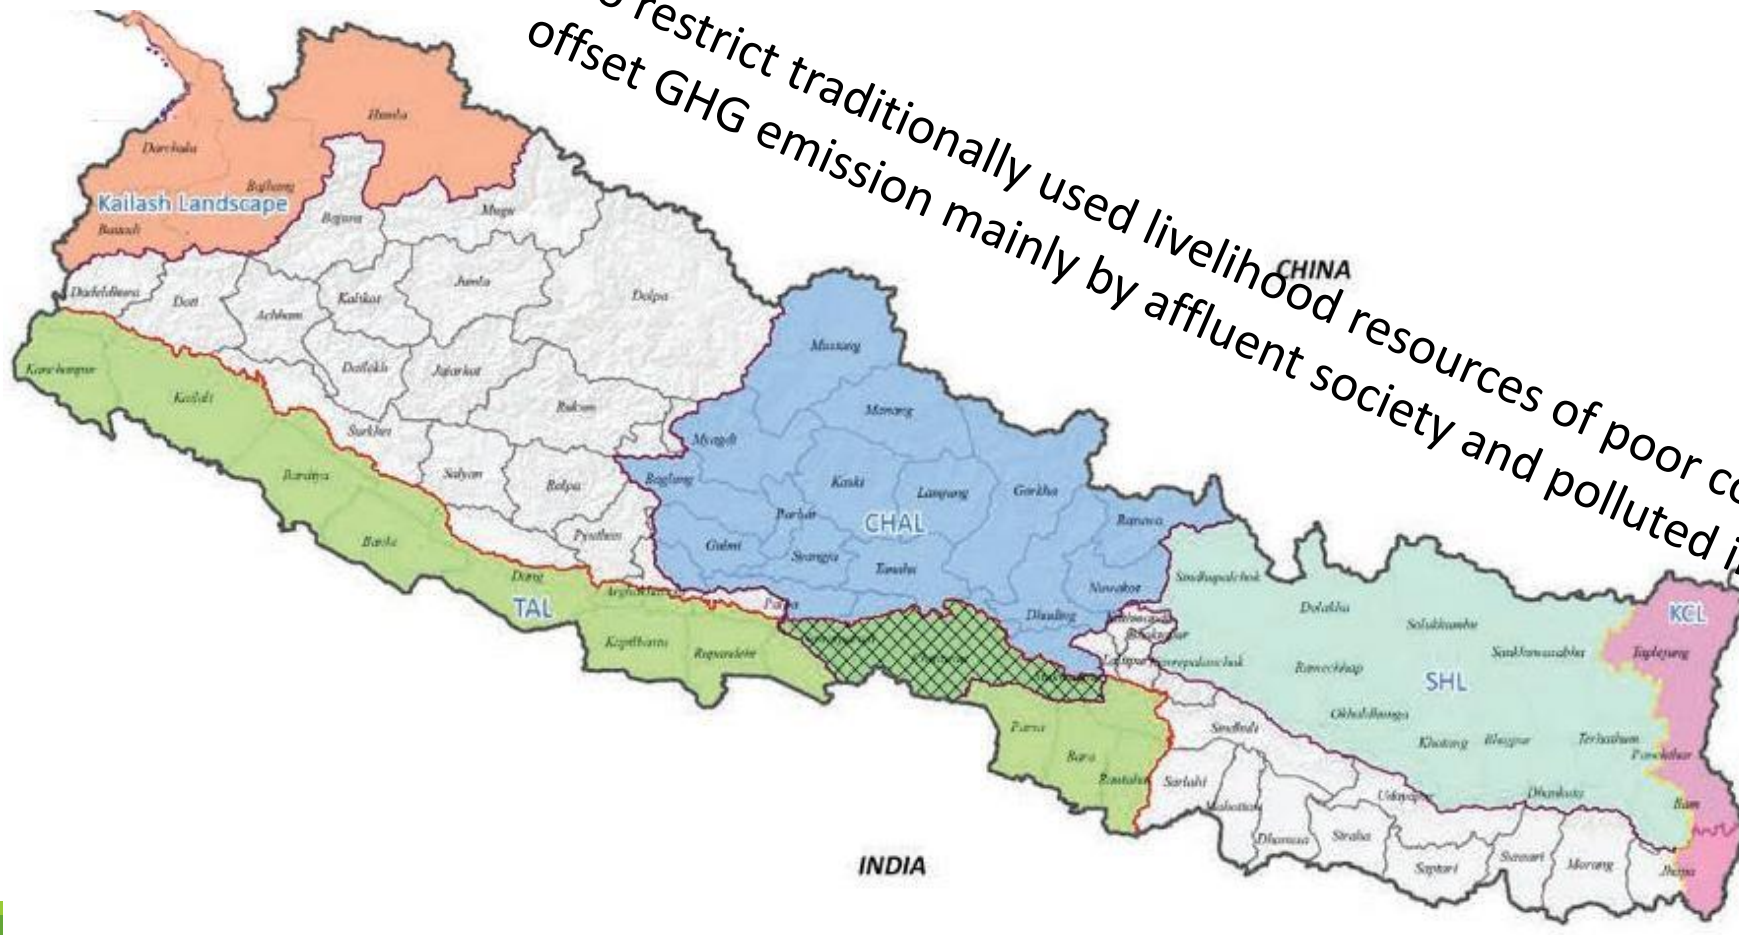 restrict traditionally used livelihood resources of poor
offset GHG emission mainly by affluent society and polluted
Humla
Darchula
Bajhang
Kailash Landscape
Baitadi
Bajura
Mugu
CHINA
Dadeldhura
Doti
Achham
Kalikot
Jumla
Dolpa
Mustang
Kanchanpur
Kailali
Dailekh
Jajarkot
Rukum
Manang
Surkhet
Myagdi
Bardiya
Salyan
Rolpa
Baglung
Kaski
Lamjung
Gorkha
Parbat
CHAL
Rasuwa
Banke
Pyuthan
Gulmi
Syangja
Tanahu
Dang
TAL
Nuwakot
Sindhupalchok
Dhading
Dolakha
Solukhumbu
KCL
Kapilbastu
Rupandehi
Ramechhap
Sankhuwasabha
Taplejung
SHL
Parsa
Sindhuli
Okhaldhunga
Khotang
Bhojpur
Terhathum
Panchthar
Bara
Rautahat
Sarlahi
Udayapur
Dhankuta
Ilam
Dhanusa
Siraha
INDIA
Saptari
Sunsari
Morang
Jhapa